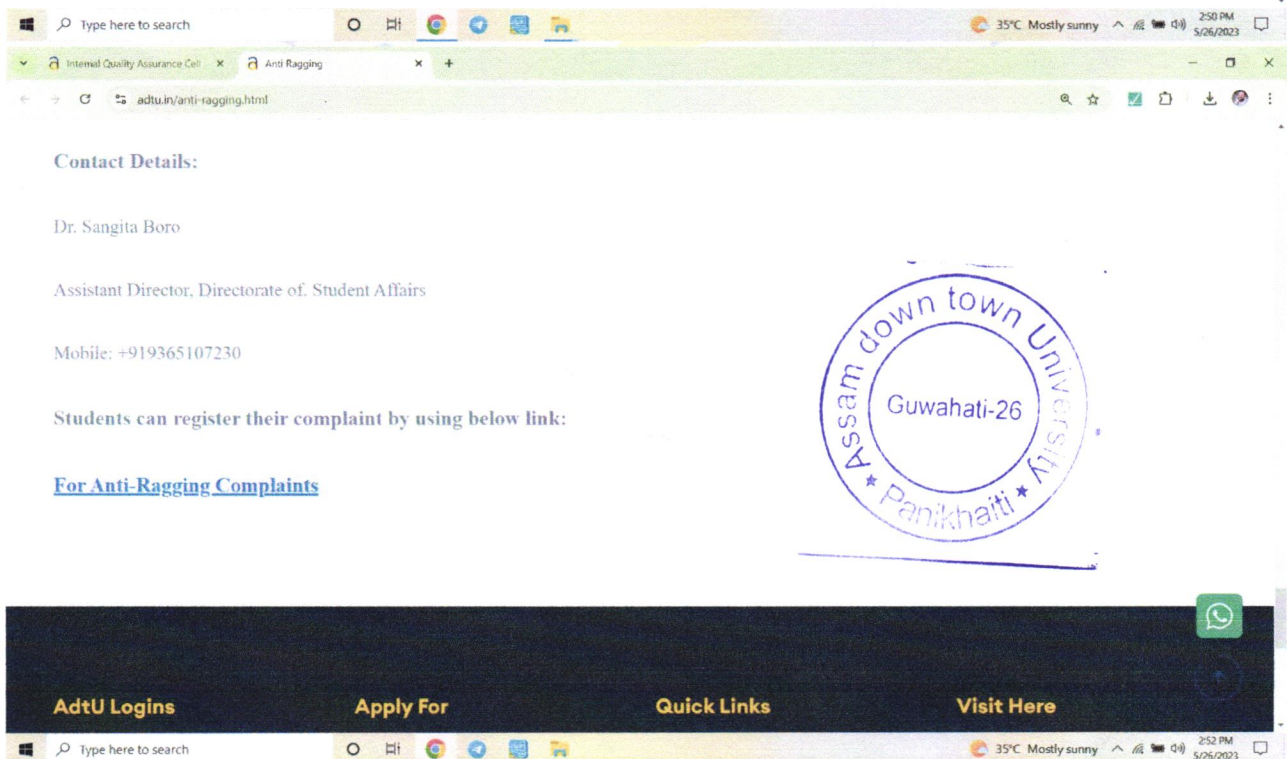 Type here to search
35°C Mostly sunny
2:50 PM
5/26/2023
Internal Quality Assurance Cell
Anti Ragging
adtu.in/anti-ragging.html
Contact Details:
Dr. Sangita Boro
Assistant Director, Directorate of. Student Affairs
Mobile: +919365107230
Students can register their complaint by using below link:
For Anti-Ragging Complaints
Assam down town University
Guwahati-26
★ Panikhaiti ★
AdtU Logins
Apply For
Quick Links
Visit Here
Type here to search
35°C Mostly sunny
2:52 PM
5/26/2023